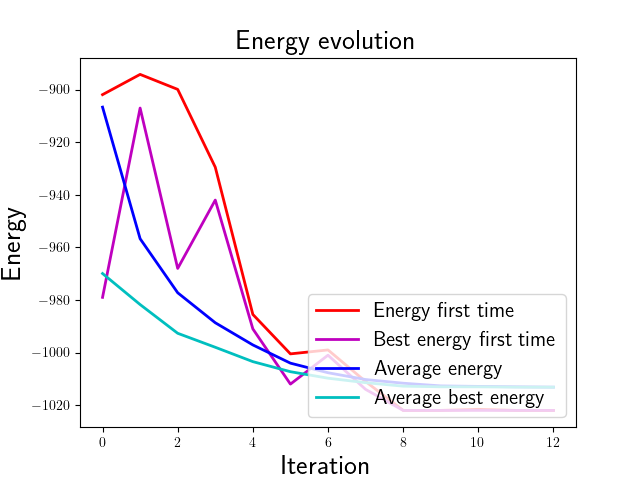 Energy evolution
Energy
−900
−920
−940
−960
−980
−1000
−1020
Energy first time
Best energy first time
Average energy
Average best energy
0 2 4 6 8 10 12
Iteration